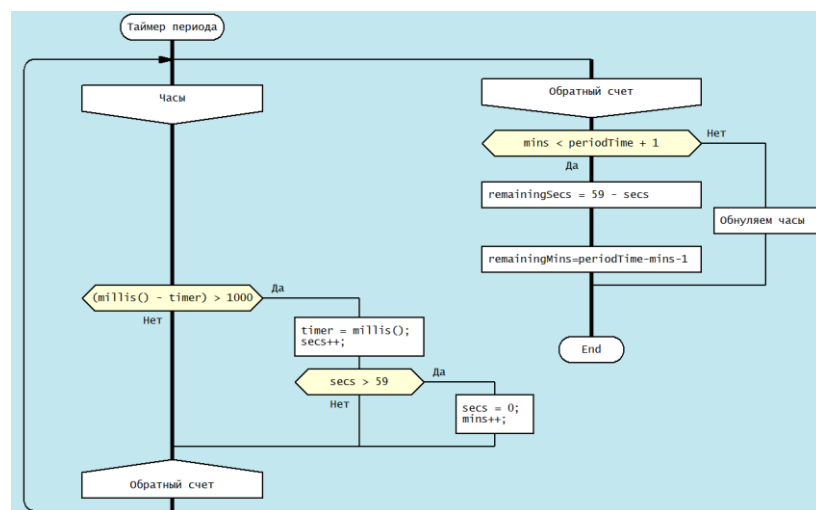 Таймер периода
Часы
(millis() - timer) > 1000
Да
Нет
timer = millis();
secs++;
secs > 59
Да
Нет
secs = 0;
mins++;
Обратный счет
Обратный счет
mins < periodTime + 1
Нет
Да
remainingSecs = 59 - secs
Обнуляем часы
remainingMins=periodTime-mins-1
End